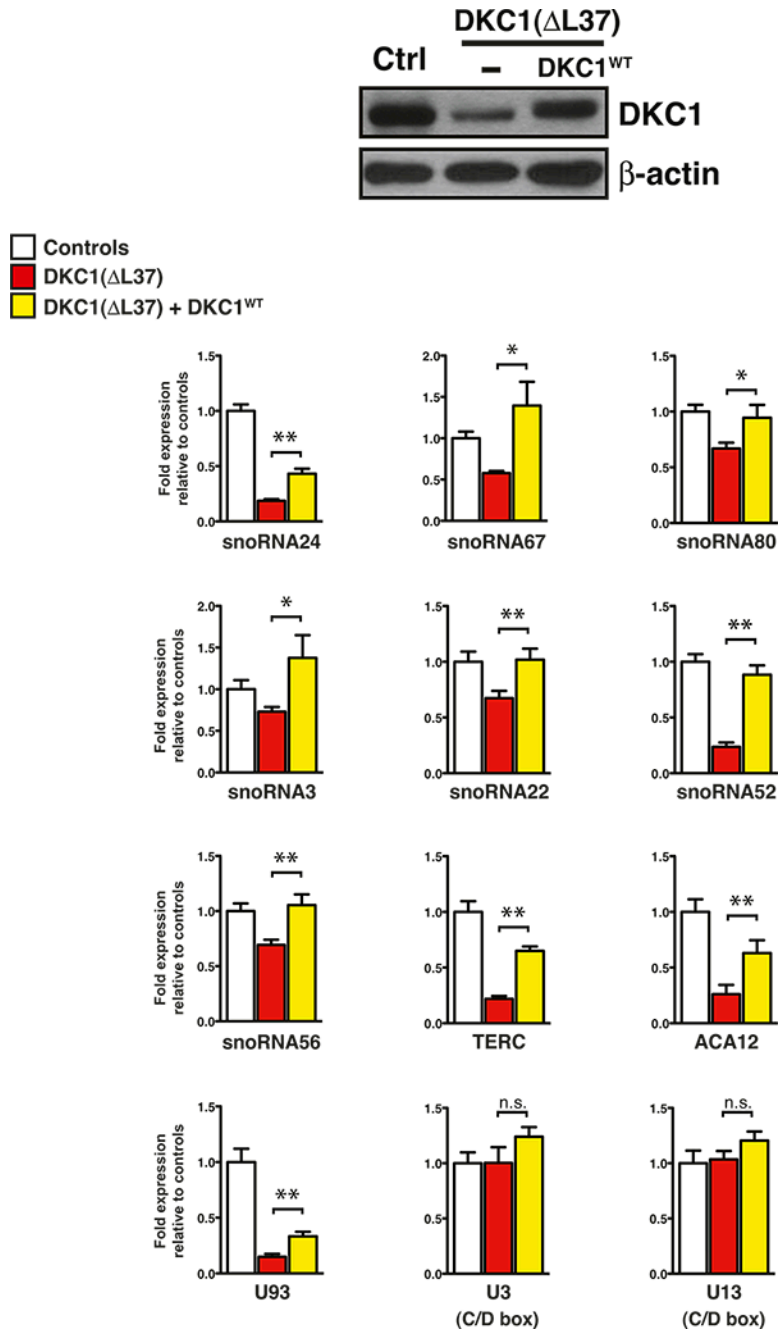 DKC1(ΔL37)
Ctrl – DKC1WT
DKC1
β-actin
Controls
DKC1(ΔL37)
DKC1(ΔL37) + DKC1WT
Fold expression
relative to controls
1.5
1.0
0.5
0.0
**
snoRNA24
2.0
1.5
1.0
0.5
0.0
*
snoRNA67
1.5
1.0
0.5
0.0
*
snoRNA80
Fold expression
relative to controls
2.0
1.5
1.0
0.5
0.0
*
snoRNA3
1.5
1.0
0.5
0.0
**
snoRNA22
1.5
1.0
0.5
0.0
**
snoRNA52
Fold expression
relative to controls
1.5
1.0
0.5
0.0
**
snoRNA56
1.5
1.0
0.5
0.0
**
TERC
1.5
1.0
0.5
0.0
**
ACA12
Fold expression
relative to controls
1.5
1.0
0.5
0.0
**
U93
1.5
1.0
0.5
0.0
n.s.
U3
(C/D box)
1.5
1.0
0.5
0.0
n.s.
U13
(C/D box)